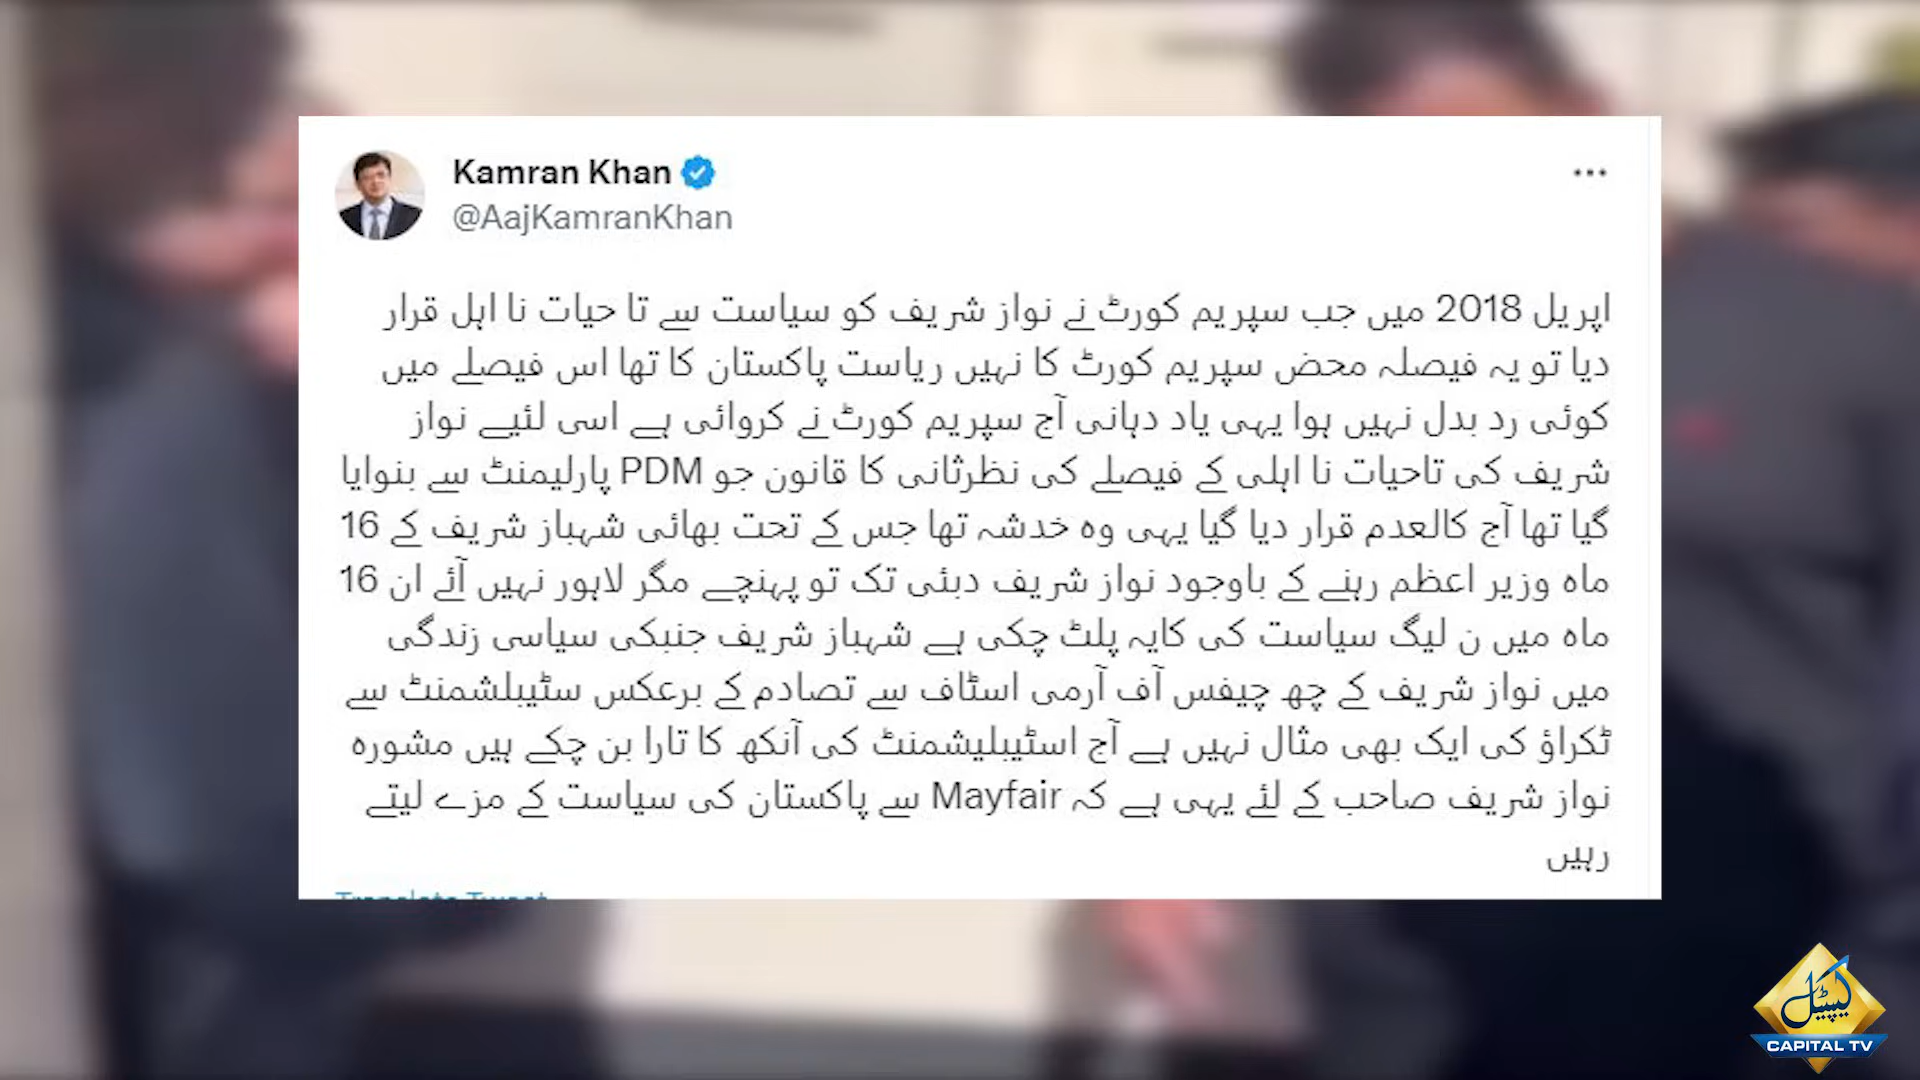 Kamran Khan
@AajKamranKhan
اپریل 2018 میں جب سپریم کورٹ نے نواز شریف کو سیاست سے تا حیات نا اہل قرار
دیا تو یہ فیصلہ محض سپریم کورٹ کا نہیں ریاست پاکستان کا تھا اس فیصلے میں
کوئی رد بدل نہیں ہوا یہی یاد دہانی آج سپریم کورٹ نے کروائی ہے اسی لئیے نواز
شریف کی تاحیات نا اہلی کے فیصلے کی نظرثانی کا قانون جو PDM پارلیمنٹ سے بنوایا
گیا تھا آج کالعدم قرار دیا گیا یہی وہ خدشہ تھا جس کے تحت بھائی شہباز شریف کے 16
ماہ وزیر اعظم رہنے کے باوجود نواز شریف دبئی تک تو پہنچے مگر لاہور نہیں آئے ان 16
ماہ میں ن لیگ سیاست کی کایہ پلٹ چکی ہے شہباز شریف جنبکی سیاسی زندگی
میں نواز شریف کے چھ چیفس آف آرمی اسٹاف سے تصادم کے برعکس سٹیبلشمنٹ سے
ٹکراؤ کی ایک بھی مثال نہیں ہے آج اسٹیبلیشمنٹ کی آنکھ کا تارا بن چکے ہیں مشورہ
نواز شریف صاحب کے لئے یہی ہے کہ Mayfair سے پاکستان کی سیاست کے مزے لیتے
رہیں
Translate Tweet
کیپیٹل
CAPITAL TV